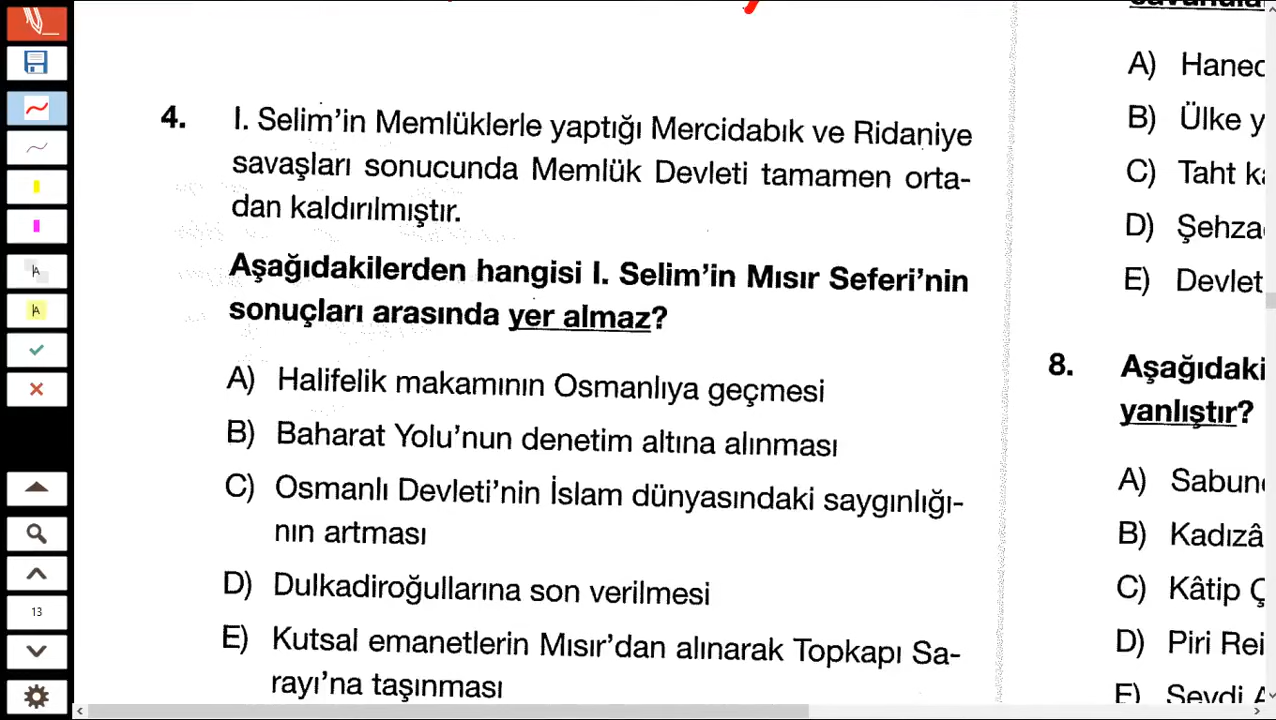 4. I. Selim'in Memlüklerle yaptığı Mercidabık ve Ridaniye
savaşları sonucunda Memlük Devleti tamamen orta-
dan kaldırılmıştır.
Aşağıdakilerden hangisi I. Selim'in Mısır Seferi'nin
sonuçları arasında yer almaz?
A) Halifelik makamının Osmanlıya geçmesi
B) Baharat Yolu'nun denetim altına alınması
C) Osmanlı Devleti'nin İslam dünyasındaki saygınlığı-
nın artması
D) Dulkadiroğullarına son verilmesi
E) Kutsal emanetlerin Mısır'dan alınarak Topkapı Sa-
rayı'na taşınması
A) Haned
B) Ülke y
C) Taht k
D) Şehza
E) Devlet
8. Aşağıdaki
yanlıştır?
A) Sabun
B) Kadızâ
C) Kâtip Ç
D) Piri Rei
E) Seydi A
A
A
13